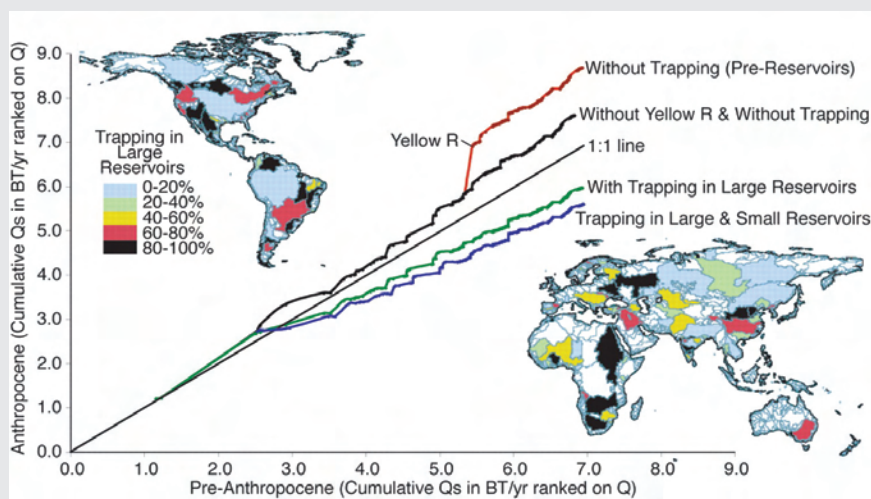 9.0
8.0
7.0
6.0
5.0
4.0
3.0
2.0
1.0
0.0
Anthropocene (Cumulative Qs in BT/yr ranked on Q)
Trapping in
Large
Reservoirs
0-20%
20-40%
40-60%
60-80%
80-100%
Without Trapping (Pre-Reservoirs)
Yellow R
Without Yellow R & Without Trapping
1:1 line
With Trapping in Large Reservoirs
Trapping in Large & Small Reservoirs
0.0 1.0 2.0 3.0 4.0 5.0 6.0 7.0 8.0 9.0
Pre-Anthropocene (Cumulative Qs in BT/yr ranked on Q)